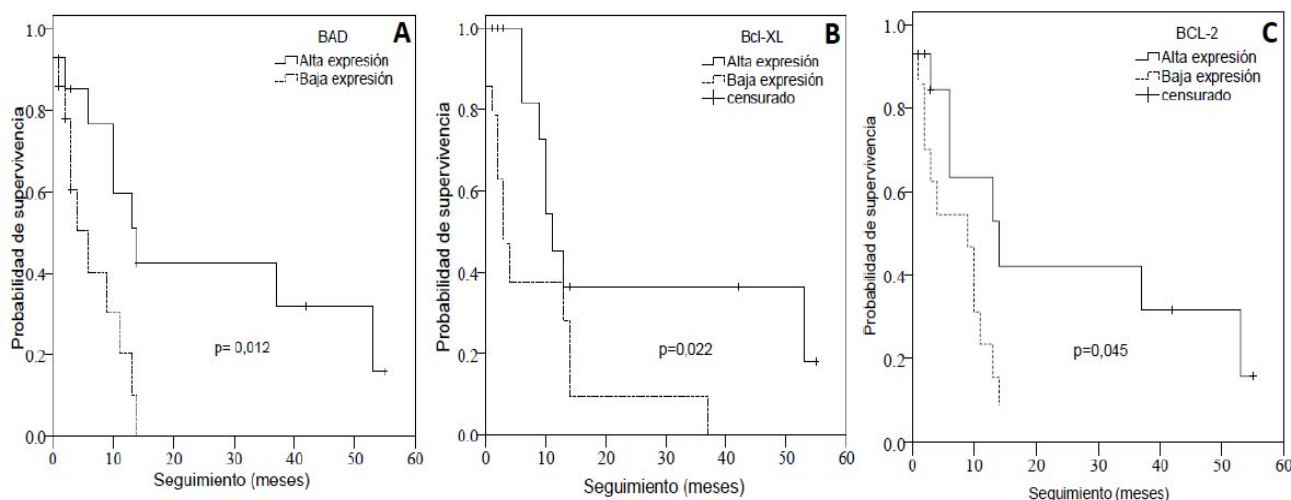 BAD
A
Alta expresión
Baja expresión
Probabilidad de supervivencia
1.0
0.8
0.6
0.4
0.2
0.0
p= 0,012
0 10 20 30 40 50 60
Seguimiento (meses)
Bcl-XL
B
Alta expresión
Baja expresión
censurado
Probabilidad de supervivencia
1.0
0.8
0.6
0.4
0.2
0.0
p=0,022
0 10 20 30 40 50 60
Seguimiento (meses)
BCL-2
C
Alta expresión
Baja expresión
censurado
Probabilidad de supervivencia
1.0
0.8
0.6
0.4
0.2
0.0
p=0,045
0 10 20 30 40 50 60
Seguimiento (meses)